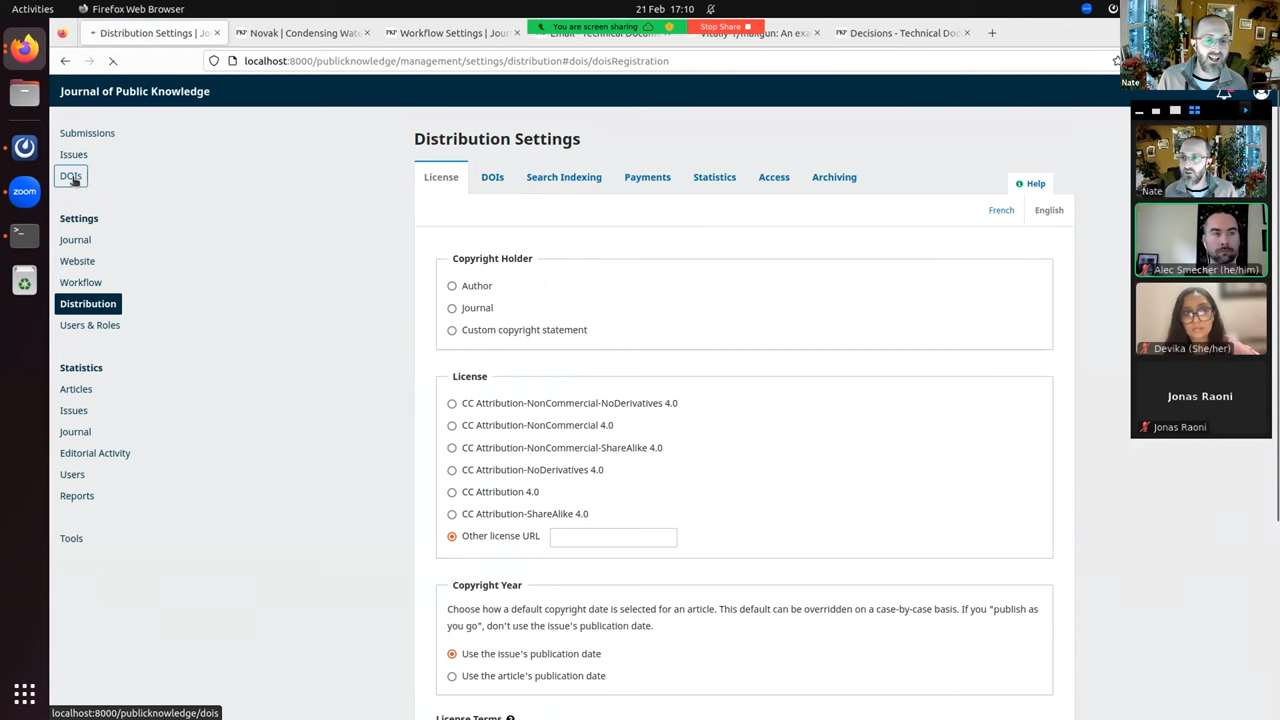 Activities
Firefox Web Browser
21 Feb 17:10
You are screen sharing
Stop Share
Distribution Settings | Jo
Novak | Condensing Wate
PKP
Workflow Settings | Journ
PKP
Decisions - Technical Doc
localhost:8000/publicknowledge/management/settings/distribution#dois/doisRegistration
Journal of Public Knowledge
Submissions
Issues
DOIs
Settings
Journal
Website
Workflow
Distribution
Users & Roles
Statistics
Articles
Issues
Journal
Editorial Activity
Users
Reports
Tools
localhost:8000/publicknowledge/dois
Distribution Settings
License
DOIs
Search Indexing
Payments
Statistics
Access
Archiving
Help
French
English
Copyright Holder
Author
Journal
Custom copyright statement
License
CC Attribution-NonCommercial-NoDerivatives 4.0
CC Attribution-NonCommercial 4.0
CC Attribution-NonCommercial-ShareAlike 4.0
CC Attribution-NoDerivatives 4.0
CC Attribution 4.0
CC Attribution-ShareAlike 4.0
Other license URL
Copyright Year
Choose how a default copyright date is selected for an article. This default can be overridden on a case-by-case basis. If you "publish as
you go", don't use the issue's publication date.
Use the issue's publication date
Use the article's publication date
License Terms
zoom
Nate
Nate
Alec Smecher (he/him)
Devika (She/her)
Jonas Raoni
Jonas Raoni